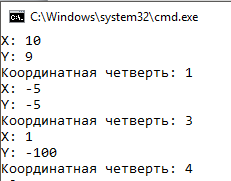 C:\Windows\system32\cmd.exe
X: 10
Y: 9
Координатная четверть: 1
X: -5
Y: -5
Координатная четверть: 3
X: 1
Y: -100
Координатная четверть: 4